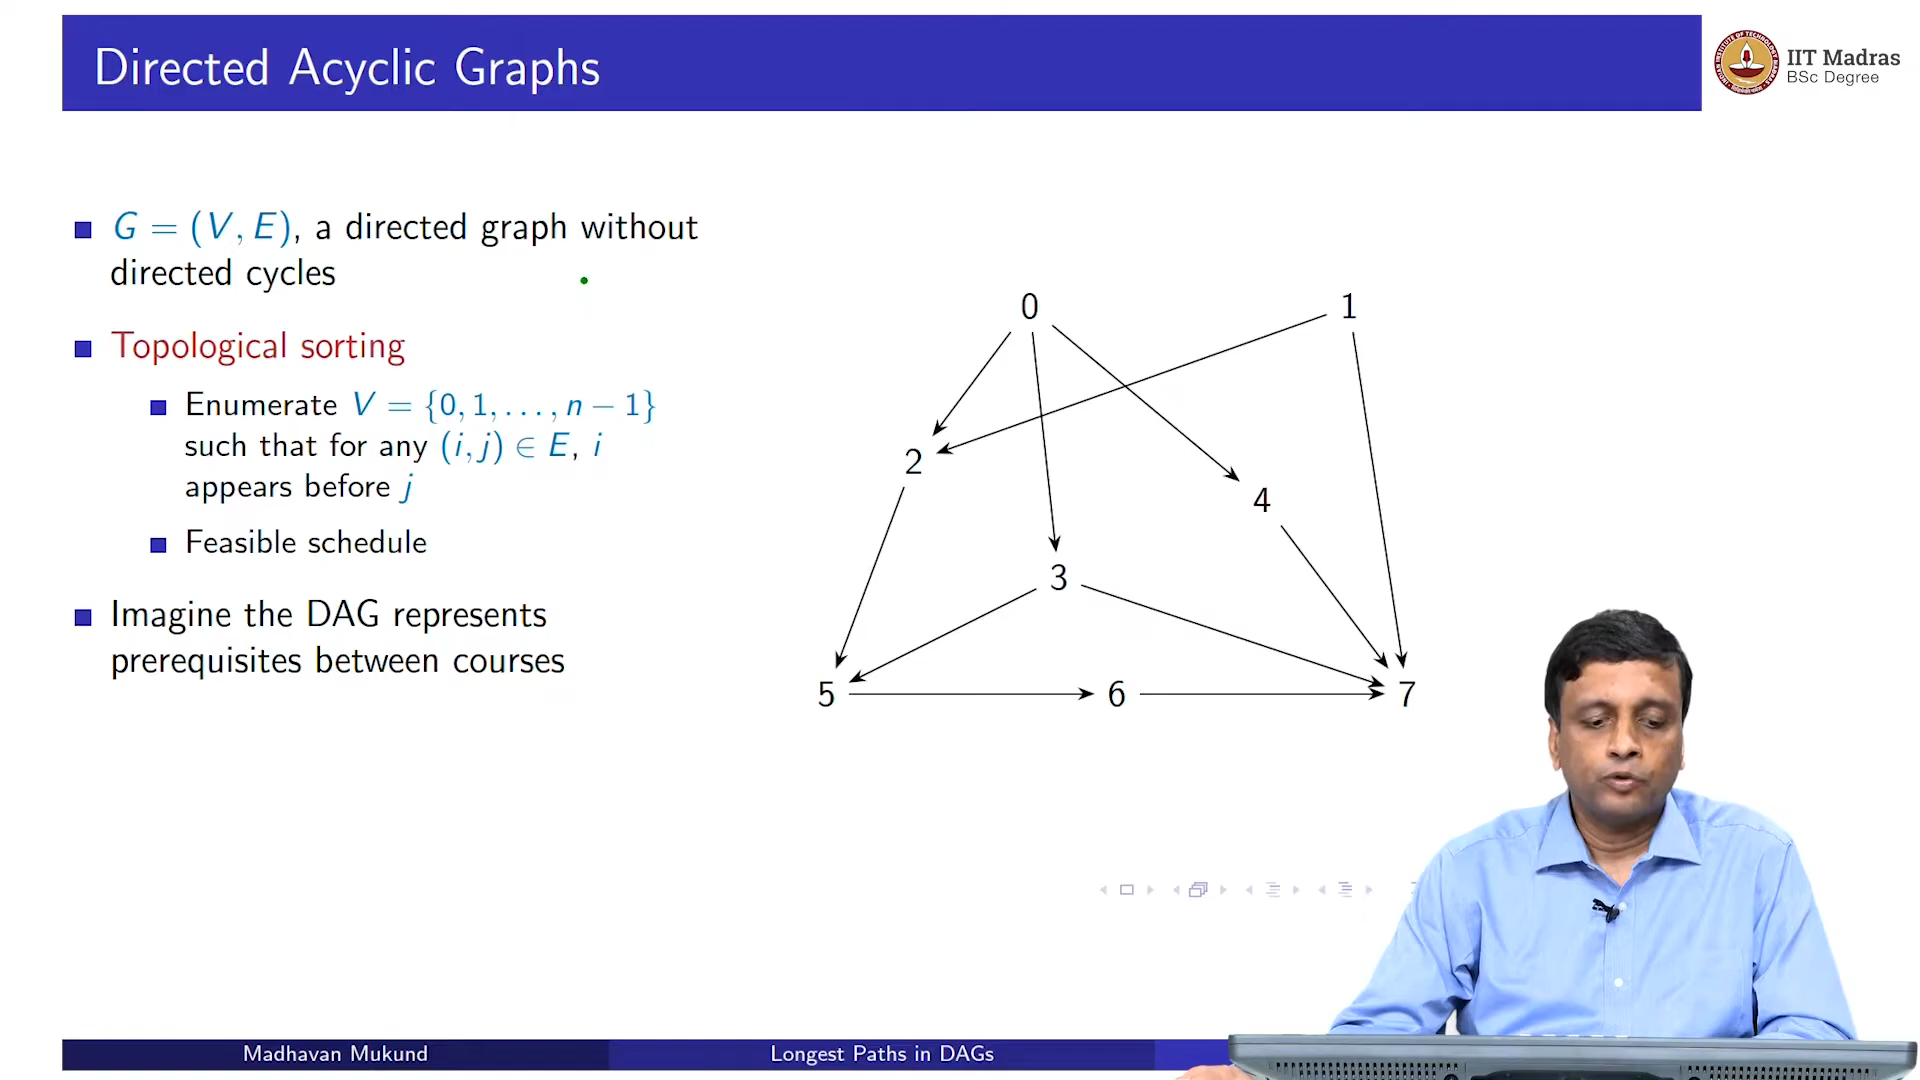 Directed Acyclic Graphs
IIT Madras
BSc Degree
G = (V, E), a directed graph without
directed cycles
Topological sorting
Enumerate V = {0, 1, . . . , n − 1}
such that for any (i, j) ∈ E, i
appears before j
Feasible schedule
Imagine the DAG represents
prerequisites between courses
0 1
2
4
3
5 6 7
Madhavan Mukund
Longest Paths in DAGs